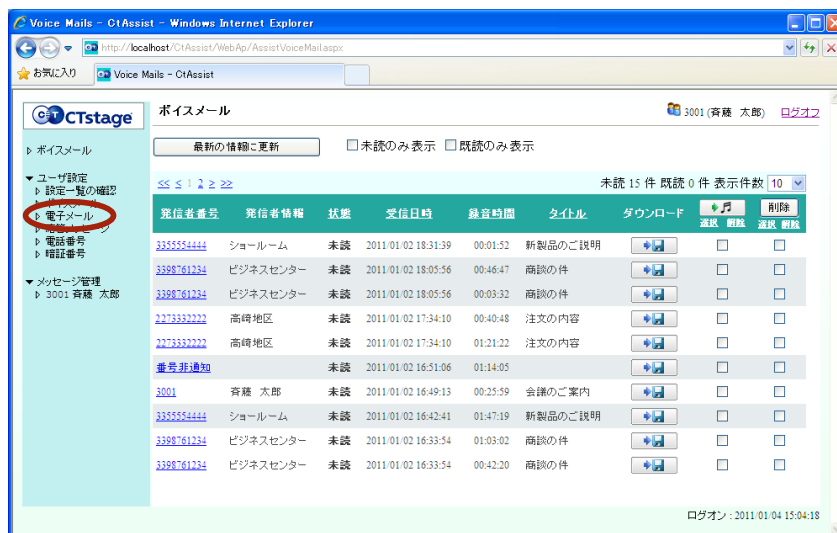 Voice Mails - CtAssist - Windows Internet Explorer
http://localhost/CtAssist/WebAp/AssistVoiceMail.aspx
お気に入り Voice Mails - CtAssist
CTstage ボイスメール 3001 (斉藤 太郎) ログオフ
最新の情報に更新 未読のみ表示 既読のみ表示
ボイスメール
ユーザ設定
設定一覧の確認
電子メール
電話番号
暗証番号
メッセージ管理
3001 斉藤 太郎
<< < 1 2 > >> 未読 15 件 既読 0 件 表示件数 10
発信者番号 発信者情報 状態 受信日時 録音時間 タイトル ダウンロード 選択 解除 削除 選択 解除
3355554444 ショールーム 未読 2011/01/02 18:31:39 00:01:52 新製品のご説明
3398761234 ビジネスセンター 未読 2011/01/02 18:05:56 00:46:47 商談の件
3398761234 ビジネスセンター 未読 2011/01/02 18:05:56 00:03:32 商談の件
2273332222 高崎地区 未読 2011/01/02 17:34:10 00:40:48 注文の内容
2273332222 高崎地区 未読 2011/01/02 17:34:10 01:21:22 注文の内容
番号非通知 未読 2011/01/02 16:51:06 01:14:05
3001 斉藤 太郎 未読 2011/01/02 16:49:13 00:25:59 会議のご案内
3355554444 ショールーム 未読 2011/01/02 16:42:41 01:47:19 新製品のご説明
3398761234 ビジネスセンター 未読 2011/01/02 16:33:54 01:03:02 商談の件
3398761234 ビジネスセンター 未読 2011/01/02 16:33:54 00:42:20 商談の件
ログオン : 2011/01/04 15:04:18